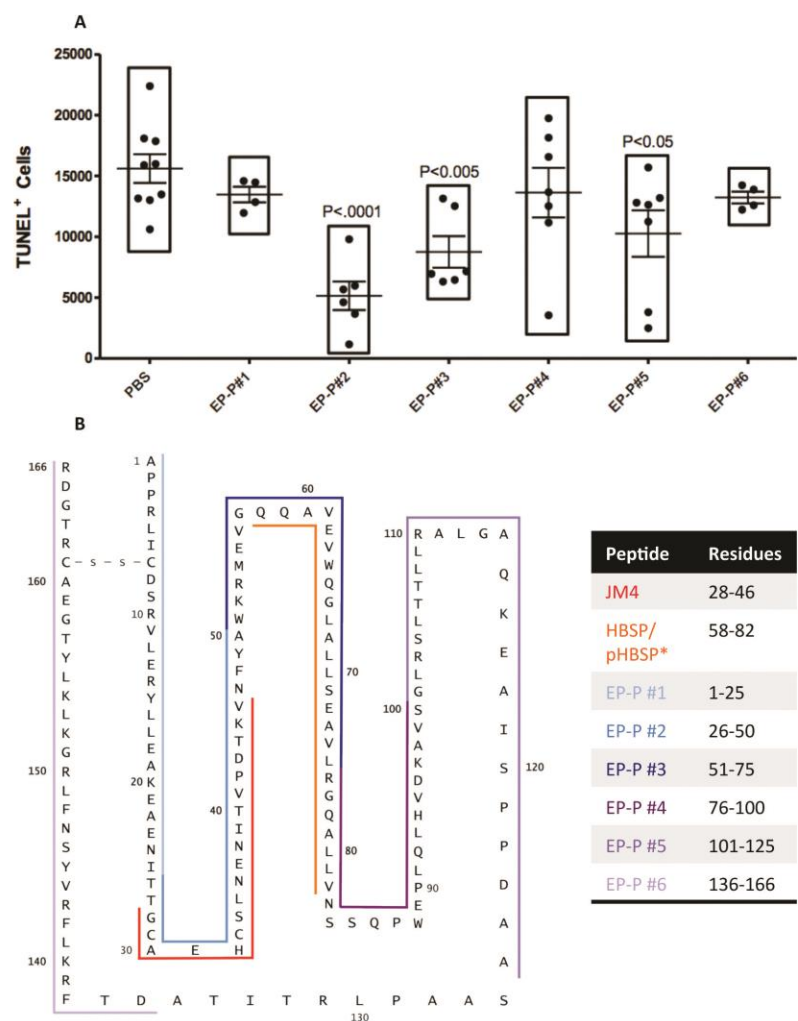 A
TUNEL⁺ Cells
25000
20000
15000
10000
5000
0
P<.0001
P<0.005
P<0.05
PBS
EP-P#1
EP-P#2
EP-P#3
EP-P#4
EP-P#5
EP-P#6
B
166
160
150
140
R D G T R C A E G T Y L K L K G R L F N S Y V R F L K R F
– S – S –
1
10
20
30
A P P R L I C D S R V L E R Y L L E A K E A E N I T T G C A
E
40
50
G V E M R K W A Y F N V K T D P V T I N E N L S C H
60
Q Q A
70
80
V E V W Q G L A L L S E A V L R G Q A L L V N S
S Q P
90
100
110
R L L T T L S R L G S V A K D V H L Q L P E W
A L G
120
A Q K E A I S P P D A A S
T D A T I T R L P A A
130
Peptide Residues
JM4 28-46
HBSP/ 58-82
pHBSP*
EP-P #1 1-25
EP-P #2 26-50
EP-P #3 51-75
EP-P #4 76-100
EP-P #5 101-125
EP-P #6 136-166